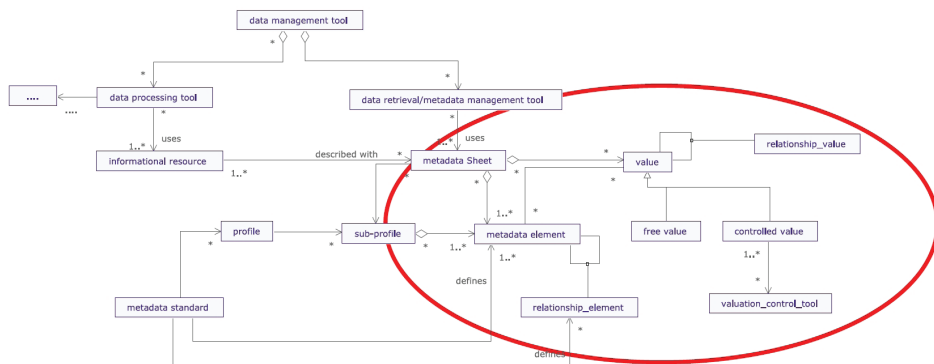 data management tool
*
*
*
*
....
....
data processing tool
*
data retrieval/metadata management tool
*
uses
1..*
uses
*
relationship_value
informational resource
described with
*
1..*
metadata Sheet
*
*
*
*
value
*
*
1..*
*
profile
*
*
sub-profile
*
1..*
metadata element
1..*
free value
controlled value
1..*
*
defines
metadata standard
relationship_element
*
defines
valuation_control_tool